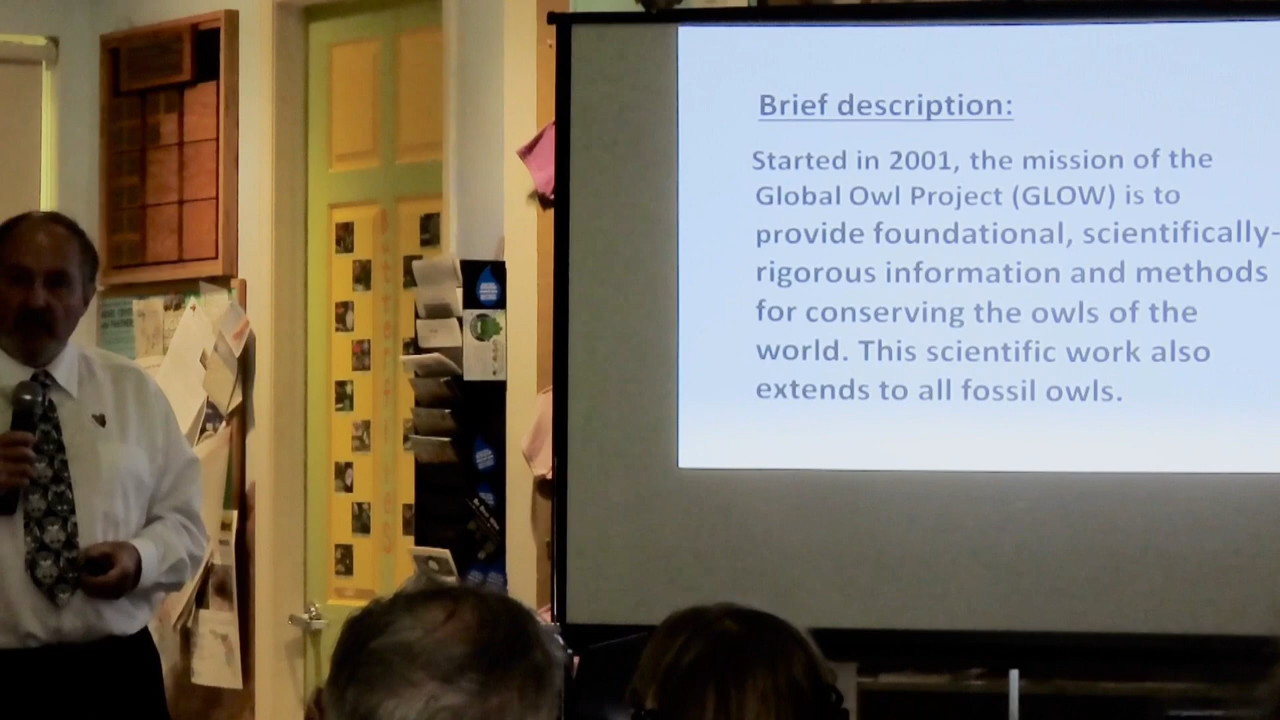 Brief description:
Started in 2001, the mission of the
Global Owl Project (GLOW) is to
provide foundational, scientifically-
rigorous information and methods
for conserving the owls of the
world. This scientific work also
extends to all fossil owls.